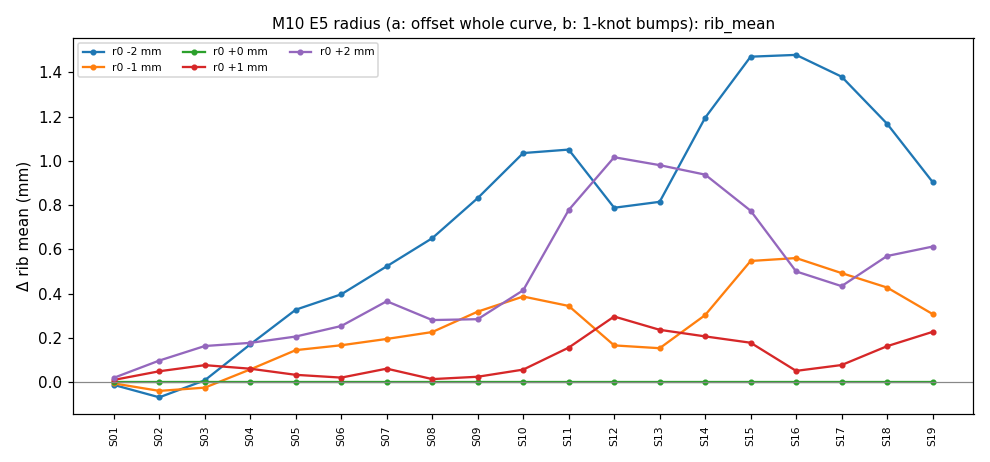 M10 E5 radius (a: offset whole curve, b: 1-knot bumps): rib_mean
r0 -2 mm
r0 -1 mm
r0 +0 mm
r0 +1 mm
r0 +2 mm
Δ rib mean (mm)
1.4
1.2
1.0
0.8
0.6
0.4
0.2
0.0
S01 S02 S03 S04 S05 S06 S07 S08 S09 S10 S11 S12 S13 S14 S15 S16 S17 S18 S19